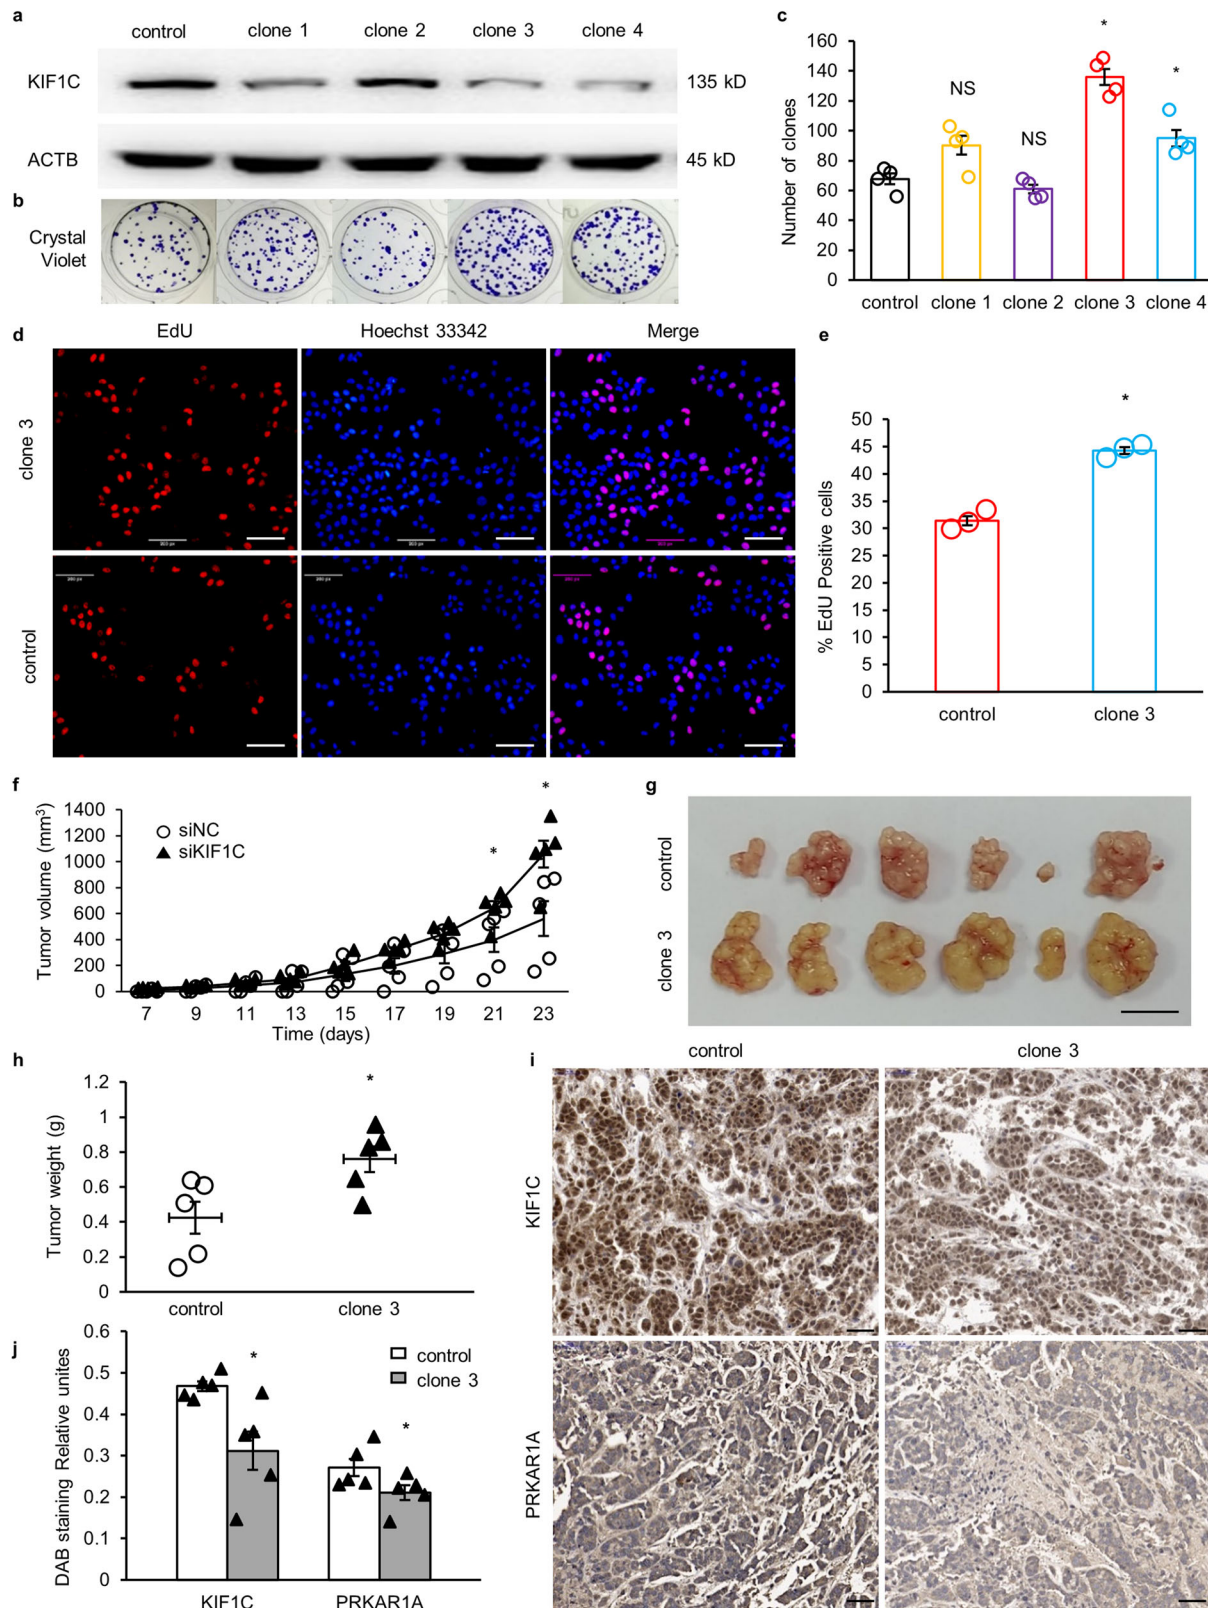 a
control clone 1 clone 2 clone 3 clone 4
KIF1C 135 kD
ACTB 45 kD
b
Crystal
Violet
c
Number of clones
160
140
120
100
80
60
40
20
0
NS
NS
*
*
control clone 1 clone 2 clone 3 clone 4
d
EdU Hoechst 33342 Merge
clone 3
control
e
*
% EdU Positive cells
50
45
40
35
30
25
20
15
10
5
0
control clone 3
f
Tumor volume (mm³)
1400
1200
1000
800
600
400
200
0
siNC
siKIF1C
*
*
7 9 11 13 15 17 19 21 23
Time (days)
g
control
clone 3
h
Tumor weight (g)
1.2
1
0.8
0.6
0.4
0.2
0
*
control clone 3
i
control clone 3
KIF1C
PRKAR1A
j
DAB staining Relative unites
0.6
0.5
0.4
0.3
0.2
0.1
0
control
clone 3
*
*
KIF1C PRKAR1A